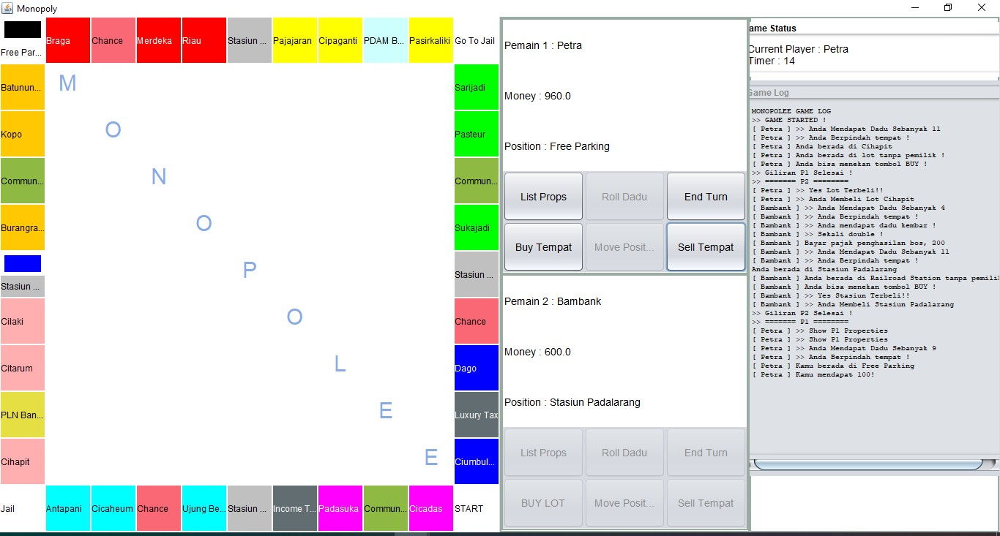 Monopoly
Free Par...
Braga
Chance
Merdeka
Riau
Stasiun ...
Pajajaran
Cipaganti
PDAM B...
Pasirkaliki
Go To Jail
Batunun...
Kopo
Commun...
Burangra...
Stasiun ...
Cilaki
Citarum
PLN Ban...
Cihapit
Jail
M
O
N
O
P
O
L
E
E
Sarijadi
Pasteur
Commun...
Sukajadi
Stasiun ...
Chance
Dago
Luxury Tax
Ciumbul...
Antapani
Cicaheum
Chance
Ujung Be...
Stasiun ...
Income T...
Padasuka
Commun...
Cicadas
START
Pemain 1 : Petra
Money : 960.0
Position : Free Parking
List Props
Roll Dadu
End Turn
Buy Tempat
Move Posit...
Sell Tempat
Pemain 2 : Bambank
Money : 600.0
Position : Stasiun Padalarang
List Props
Roll Dadu
End Turn
BUY LOT
Move Posit...
Sell Tempat
ame Status
Current Player : Petra
Timer : 14
Game Log
MONOPOLEE GAME LOG
>> GAME STARTED !
[ Petra ] >> Anda Mendapat Dadu Sebanyak 11
[ Petra ] >> Anda Berpindah tempat !
[ Petra ] Anda berada di Cihapit
[ Petra ] Anda berada di lot tanpa pemilik !
[ Petra ] Anda bisa menekan tombol BUY !
>> Giliran P1 Selesai !
>> ======= P2 ========
[ Petra ] >> Yes Lot Terbeli!!
[ Petra ] >> Anda Membeli Lot Cihapit
[ Bambank ] >> Anda Mendapat Dadu Sebanyak 4
[ Bambank ] >> Anda Berpindah tempat !
[ Bambank ] >> Anda mendapat dadu kembar !
[ Bambank ] >> Sekali double !
[ Bambank ] Bayar pajak penghasilan bos, 200
[ Bambank ] >> Anda Mendapat Dadu Sebanyak 11
[ Bambank ] >> Anda Berpindah tempat !
Anda berada di Stasiun Padalarang
[ Bambank ] Anda berada di Railroad Station tanpa pemili
[ Bambank ] Anda bisa menekan tombol BUY !
[ Bambank ] >> Yes Stasiun Terbeli!!
[ Bambank ] >> Anda Membeli Stasiun Padalarang
>> Giliran P2 Selesai !
>> ======= P1 ========
[ Petra ] >> Show P1 Properties
[ Petra ] >> Show P1 Properties
[ Petra ] >> Anda Mendapat Dadu Sebanyak 9
[ Petra ] >> Anda Berpindah tempat !
[ Petra ] Kamu berada di Free Parking
[ Petra ] Kamu mendapat 100!